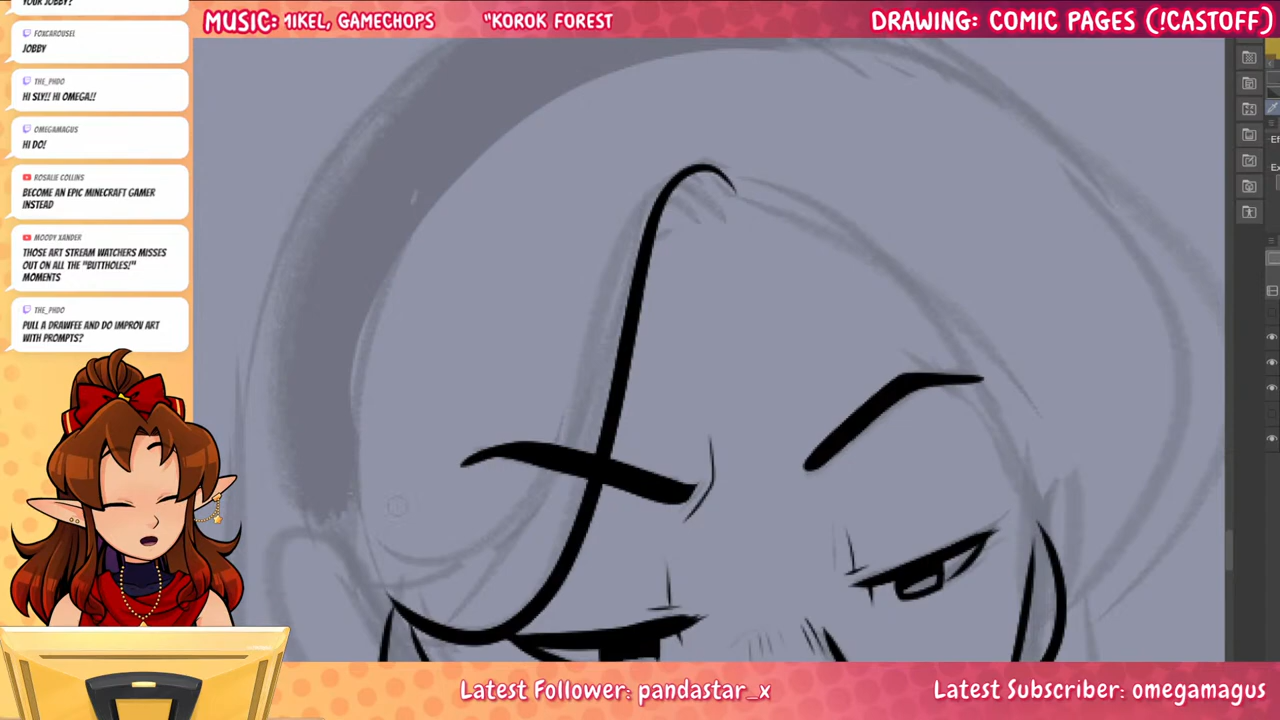 MUSIC: MIKEL, GAMECHOPS "KOROK FOREST
DRAWING: COMIC PAGES (!CASTOFF)
YOUR JOBBY?
FOXCAROUSEL
JOBBY
THE_PHDO
HI SLY!! HI OMEGA!!
OMEGAMAGUS
HI DO!
ROSALIE COLLINS
BECOME AN EPIC MINECRAFT GAMER
INSTEAD
MOODY XANDER
THOSE ART STREAM WATCHERS MISSES
OUT ON ALL THE "BUTTHOLES!"
MOMENTS
THE_PHDO
PULL A DRAWFEE AND DO IMPROV ART
WITH PROMPTS?
Latest Follower: pandastar_x
Latest Subscriber: omegamagus